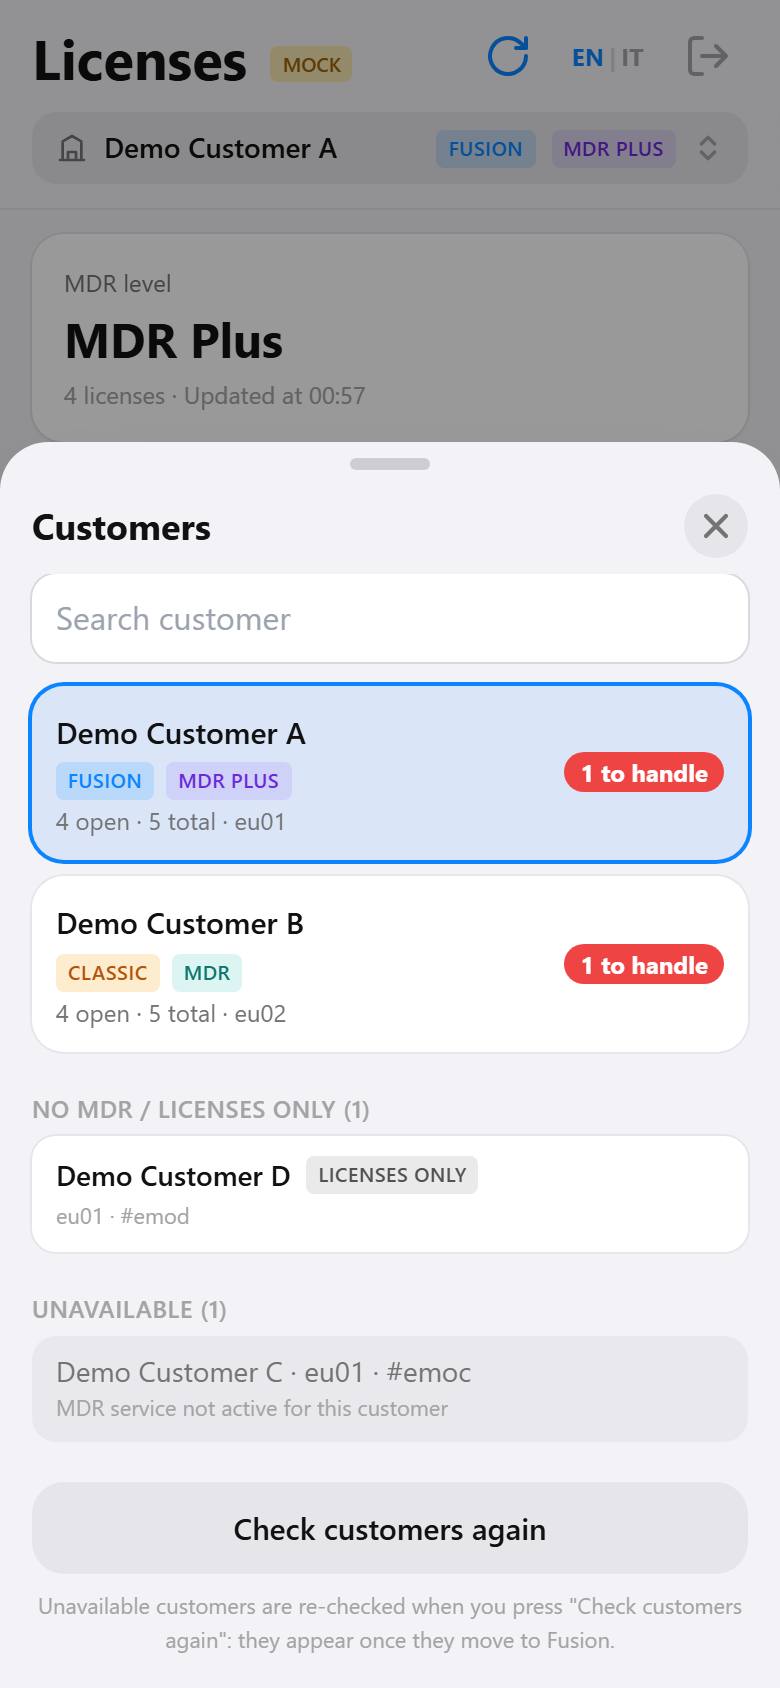 Licenses MOCK EN | IT
Demo Customer A FUSION MDR PLUS
MDR level
MDR Plus
4 licenses · Updated at 00:57
Customers
Search customer
Demo Customer A
FUSION MDR PLUS
1 to handle
4 open · 5 total · eu01
Demo Customer B
CLASSIC MDR
1 to handle
4 open · 5 total · eu02
NO MDR / LICENSES ONLY (1)
Demo Customer D LICENSES ONLY
eu01 · #emod
UNAVAILABLE (1)
Demo Customer C · eu01 · #emoc
MDR service not active for this customer
Check customers again
Unavailable customers are re-checked when you press "Check customers
again": they appear once they move to Fusion.